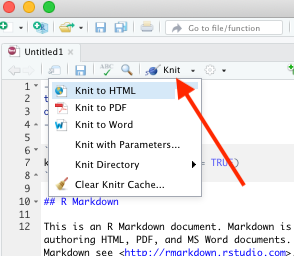 Go to file/function
Untitled1
ABC
Knit
1
2
3
4
5
6
7
8
9
10
11
12
Knit to HTML
Knit to PDF
Knit to Word
Knit with Parameters...
Knit Directory
Clear Knitr Cache...
= TRUE)
## R Markdown
This is an R Markdown document. Markdown is
authoring HTML, PDF, and MS Word documents.
Markdown see <http://rmarkdown.rstudio.com>